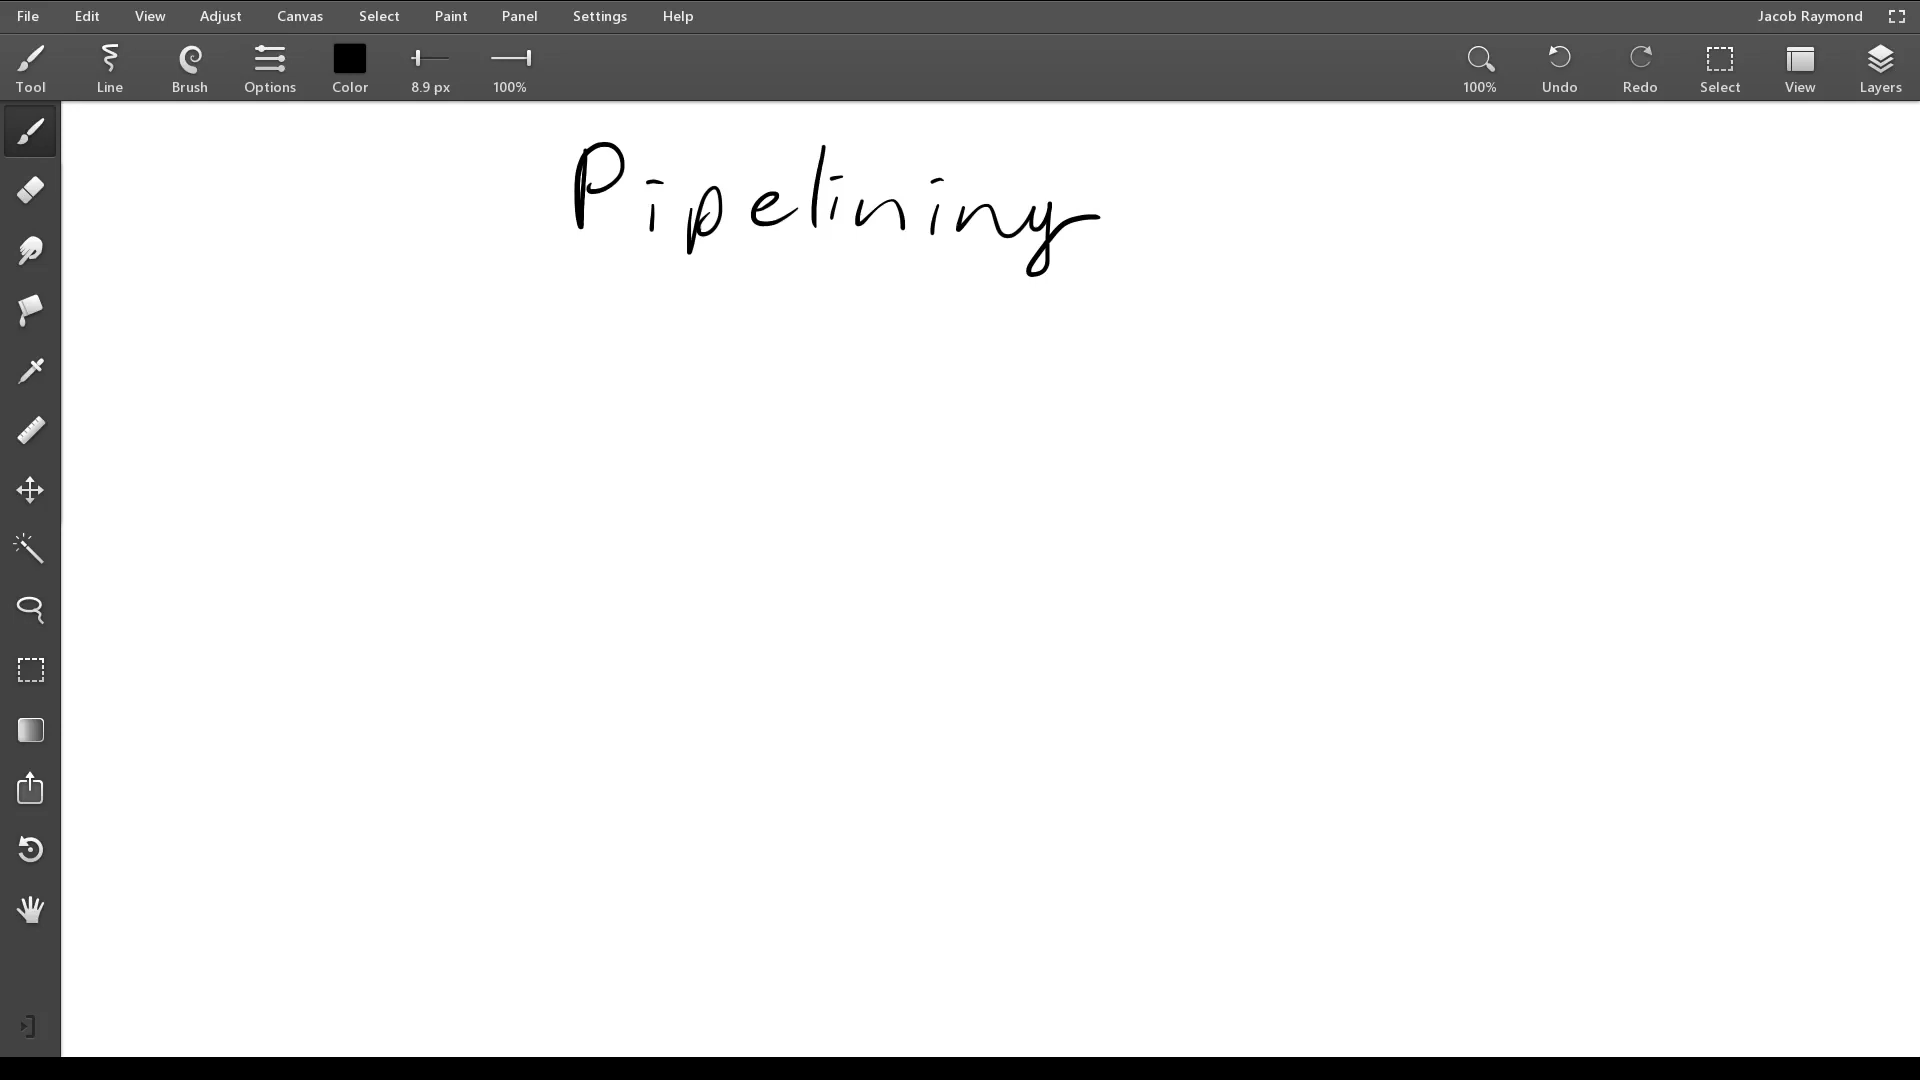 File Edit View Adjust Canvas Select Paint Panel Settings Help Jacob Raymond
Tool Line Brush Options Color 8.9 px 100% 100% Undo Redo Select View Layers
Pipelining